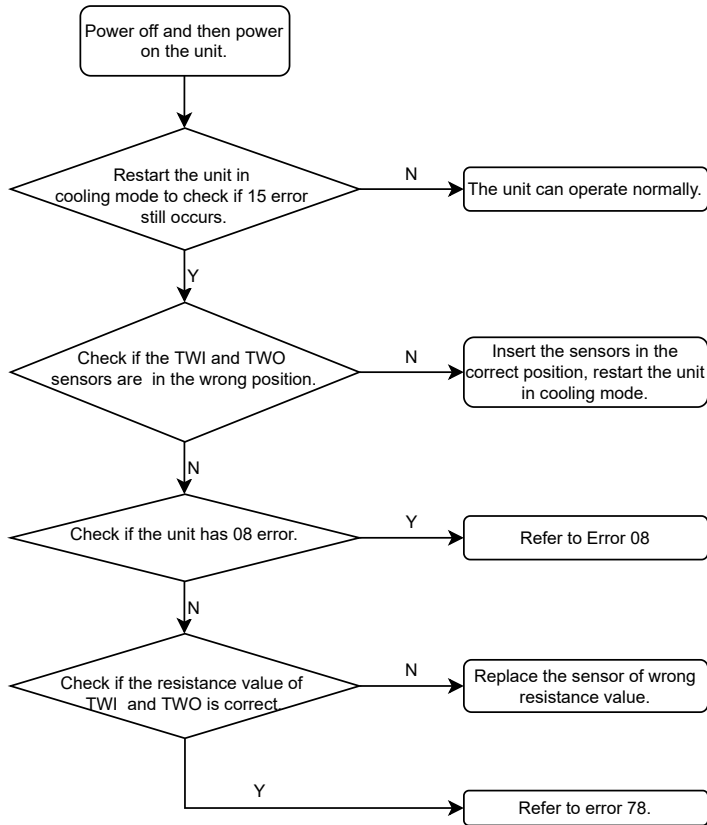 Power off and then power
on the unit.
Restart the unit in
cooling mode to check if 15 error
still occurs.
N
The unit can operate normally.
Y
Check if the TWI and TWO
sensors are in the wrong position.
N
Insert the sensors in the
correct position, restart the unit
in cooling mode.
N
Check if the unit has 08 error.
Y
Refer to Error 08
N
Check if the resistance value of
TWI and TWO is correct.
N
Replace the sensor of wrong
resistance value.
Y
Refer to error 78.